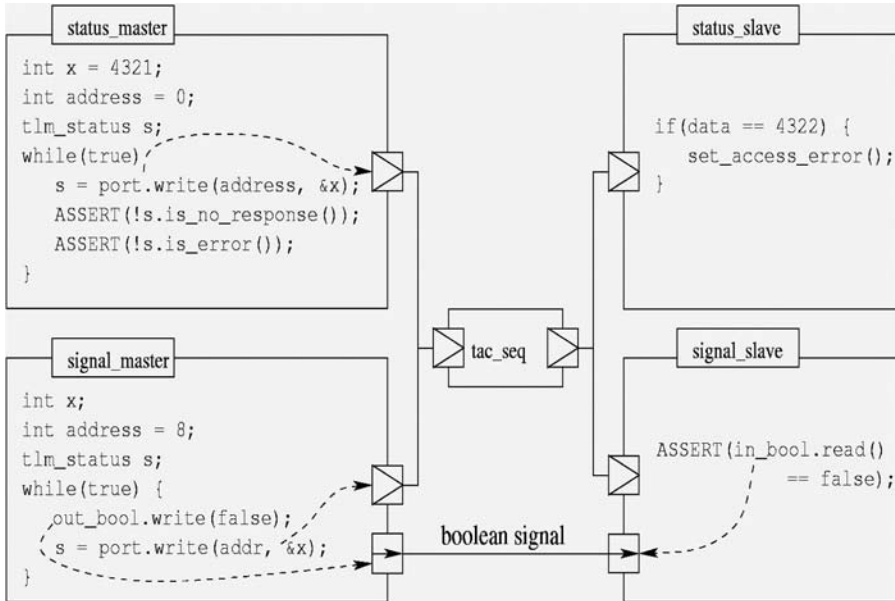 status_master
int x = 4321;
int address = 0;
tlm_status s;
while(true)
s = port.write(address, &x);
ASSERT(!s.is_no_response());
ASSERT(!s.is_error());
}
status_slave
if(data == 4322) {
set_access_error();
}
tac_seq
signal_master
int x;
int address = 8;
tlm_status s;
while(true) {
out_bool.write(false);
s = port.write(addr, &x);
}
boolean signal
signal_slave
ASSERT(in_bool.read()
== false);